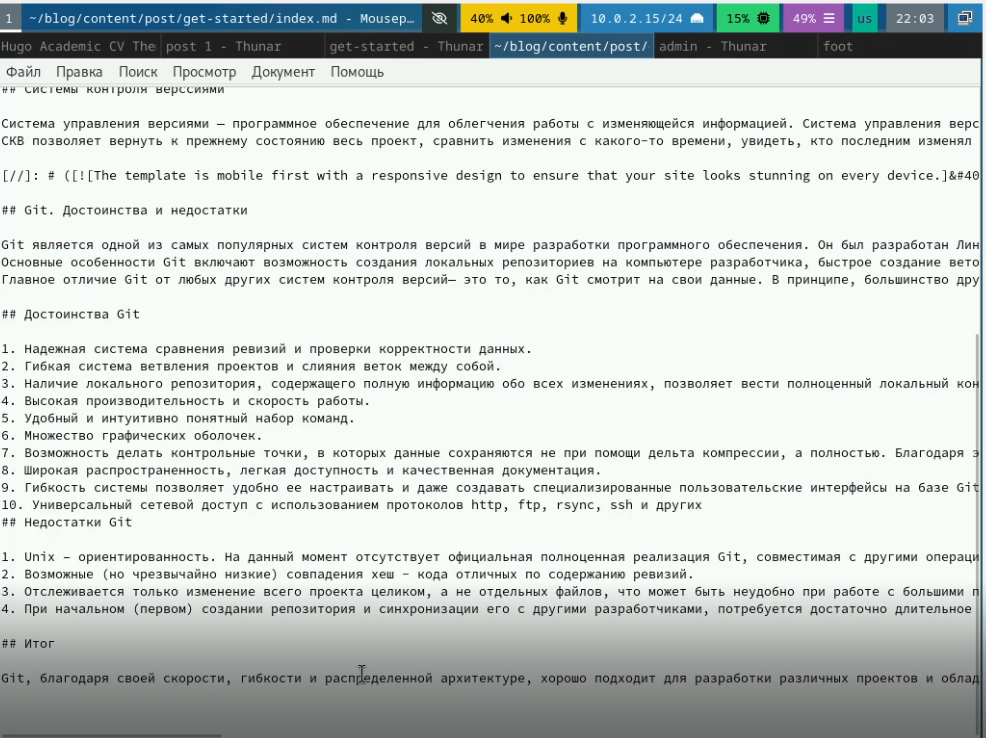 1 ~/blog/content/post/get-started/index.md - Mousep… 40% 100% 10.0.2.15/24 15% 49% us 22:03
Hugo Academic CV The post 1 - Thunar get-started - Thunar ~/blog/content/post/ admin - Thunar foot
Файл Правка Поиск Просмотр Документ Помощь
## Системы контроля верссиями
Система управления версиями — программное обеспечение для облегчения работы с изменяющейся информацией. Система управления верс
СКВ позволяет вернуть к прежнему состоянию весь проект, сравнить изменения с какого-то времени, увидеть, кто последним изменял
[//]: # ([![The template is mobile first with a responsive design to ensure that your site looks stunning on every device.]&#40
## Git. Достоинства и недостатки
Git является одной из самых популярных систем контроля версий в мире разработки программного обеспечения. Он был разработан Лин
Основные особенности Git включают возможность создания локальных репозиториев на компьютере разработчика, быстрое создание вето
Главное отличие Git от любых других систем контроля версий— это то, как Git смотрит на свои данные. В принципе, большинство дру
## Достоинства Git
1. Надежная система сравнения ревизий и проверки корректности данных.
2. Гибкая система ветвления проектов и слияния веток между собой.
3. Наличие локального репозитория, содержащего полную информацию обо всех изменениях, позволяет вести полноценный локальный кон
4. Высокая производительность и скорость работы.
5. Удобный и интуитивно понятный набор команд.
6. Множество графических оболочек.
7. Возможность делать контрольные точки, в которых данные сохраняются не при помощи дельта компрессии, а полностью. Благодаря э
8. Широкая распространенность, легкая доступность и качественная документация.
9. Гибкость системы позволяет удобно ее настраивать и даже создавать специализированные пользовательские интерфейсы на базе Git
10. Универсальный сетевой доступ с использованием протоколов http, ftp, rsync, ssh и других
## Недостатки Git
1. Unix – ориентированность. На данный момент отсутствует официальная полноценная реализация Git, совместимая с другими операци
2. Возможные (но чрезвычайно низкие) совпадения хеш - кода отличных по содержанию ревизий.
3. Отслеживается только изменение всего проекта целиком, а не отдельных файлов, что может быть неудобно при работе с большими п
4. При начальном (первом) создании репозитория и синхронизации его с другими разработчиками, потребуется достаточно длительное
## Итог
Git, благодаря своей скорости, гибкости и распределенной архитектуре, хорошо подходит для разработки различных проектов и облад